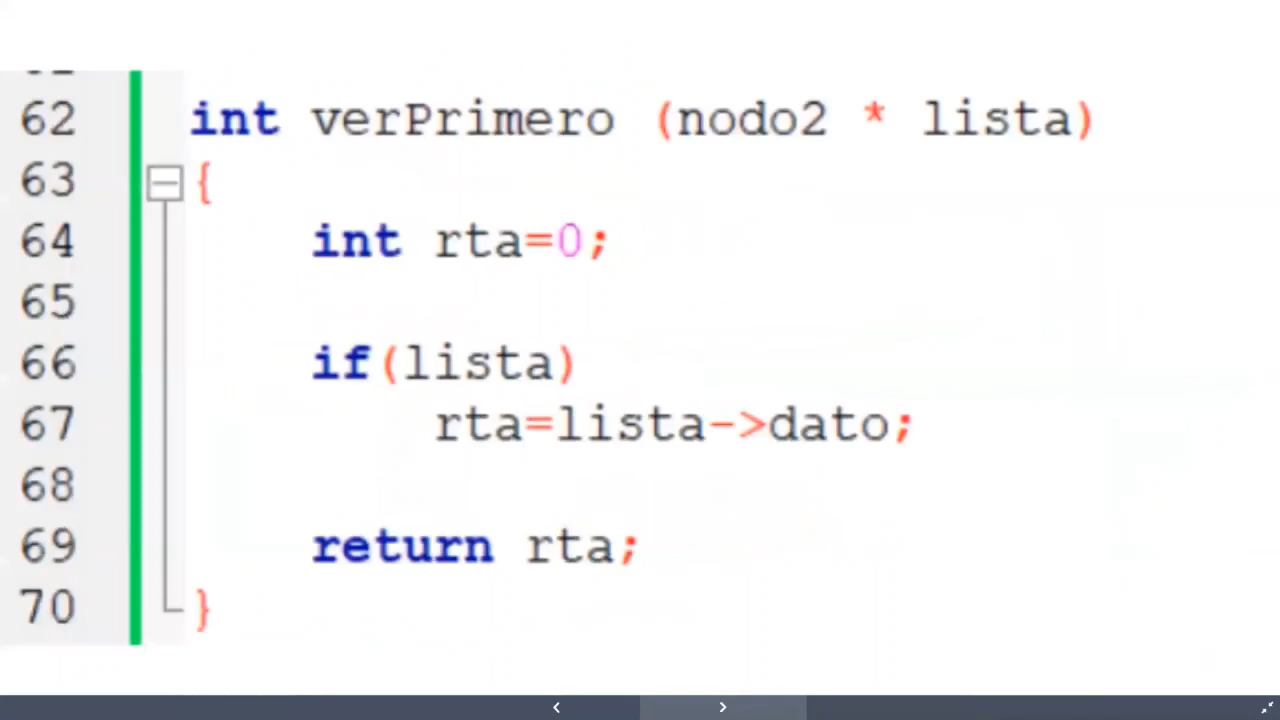 62 int verPrimero (nodo2 * lista)
63 {
64 int rta=0;
65
66 if(lista)
67 rta=lista->dato;
68
69 return rta;
70 }